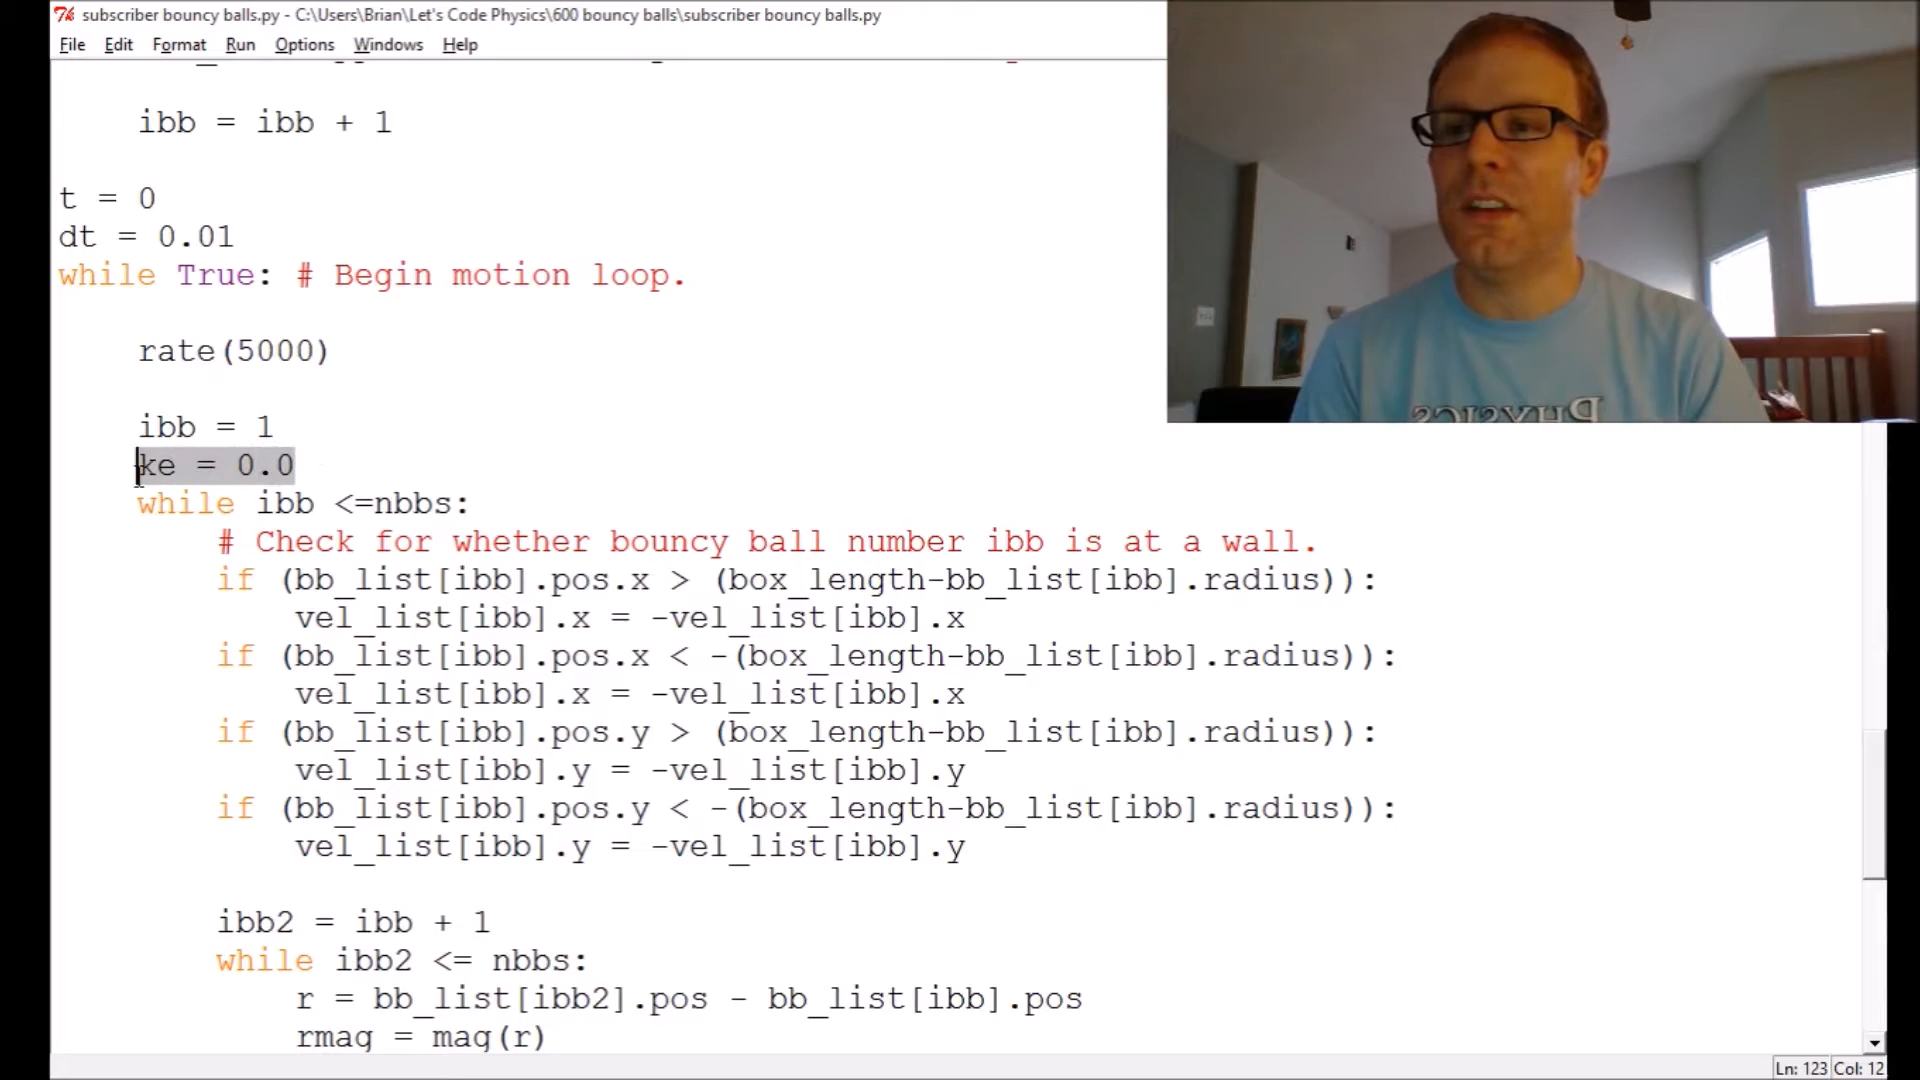 subscriber bouncy balls.py - C:\Users\Brian\Let's Code Physics\600 bouncy balls\subscriber bouncy balls.py
File Edit Format Run Options Windows Help
ibb = ibb + 1
t = 0
dt = 0.01
while True: # Begin motion loop.
rate(5000)
ibb = 1
ke = 0.0
while ibb <=nbbs:
# Check for whether bouncy ball number ibb is at a wall.
if (bb_list[ibb].pos.x > (box_length-bb_list[ibb].radius)):
vel_list[ibb].x = -vel_list[ibb].x
if (bb_list[ibb].pos.x < -(box_length-bb_list[ibb].radius)):
vel_list[ibb].x = -vel_list[ibb].x
if (bb_list[ibb].pos.y > (box_length-bb_list[ibb].radius)):
vel_list[ibb].y = -vel_list[ibb].y
if (bb_list[ibb].pos.y < -(box_length-bb_list[ibb].radius)):
vel_list[ibb].y = -vel_list[ibb].y
ibb2 = ibb + 1
while ibb2 <= nbbs:
r = bb_list[ibb2].pos - bb_list[ibb].pos
rmag = mag(r)
Ln: 123 Col: 12
PHYSICS